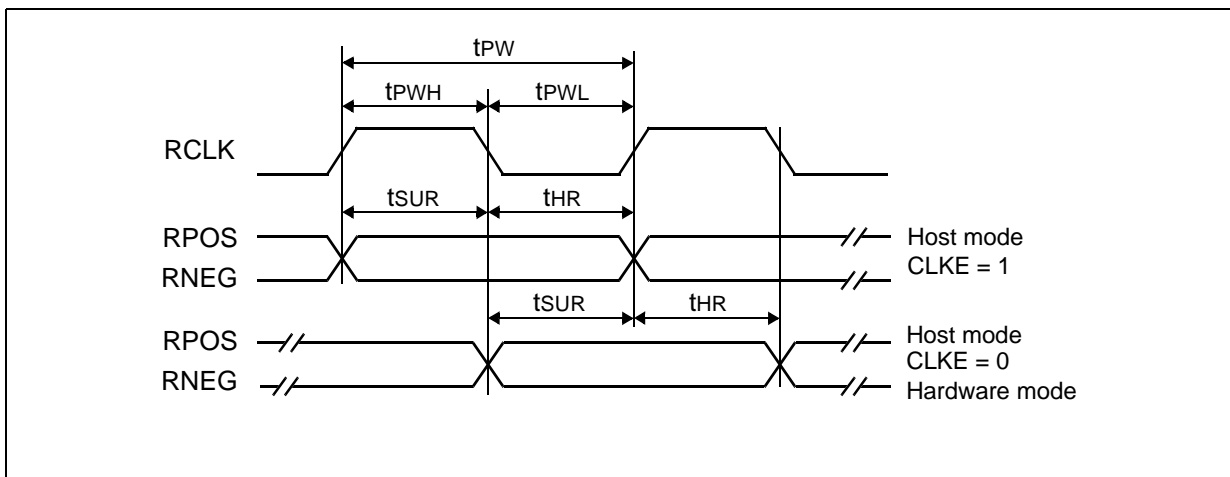 tPW
tPWH tPWL
RCLK
tSUR tHR
RPOS
RNEG
Host mode
CLKE = 1
tSUR tHR
RPOS
RNEG
Host mode
CLKE = 0
Hardware mode